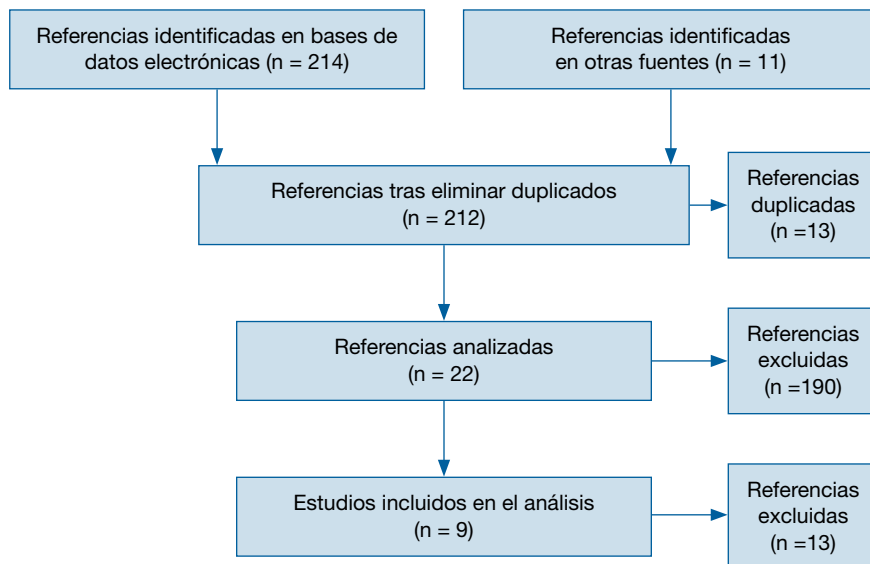 Referencias identificadas en bases de
datos electrónicas (n = 214)
Referencias identificadas
en otras fuentes (n = 11)
Referencias tras eliminar duplicados
(n = 212)
Referencias
duplicadas
(n =13)
Referencias analizadas
(n = 22)
Referencias
excluidas
(n =190)
Estudios incluidos en el análisis
(n = 9)
Referencias
excluidas
(n =13)